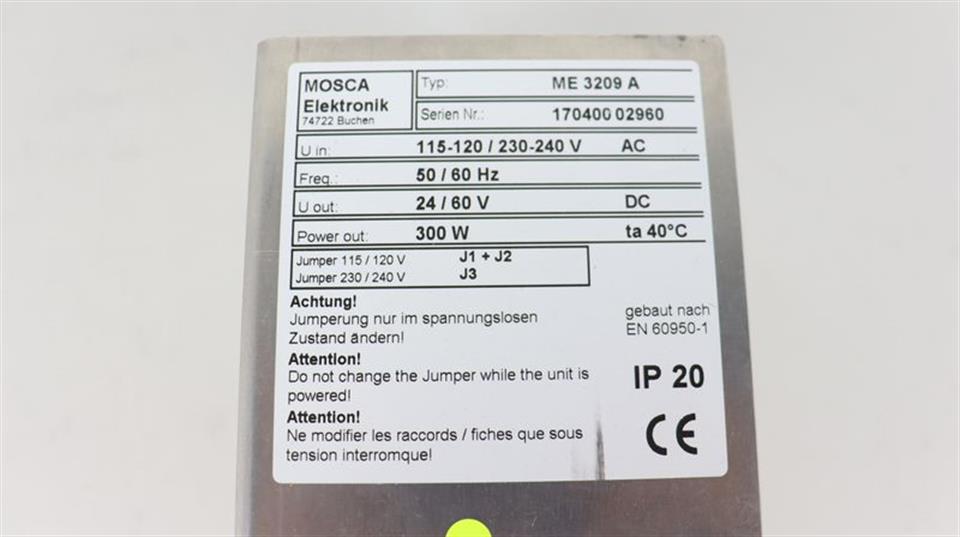 MOSCA
Elektronik
74722 Buchen
Typ: ME 3209 A
Serien Nr.: 17040002960
U in: 115-120 / 230-240 V AC
Freq.: 50 / 60 Hz
U out: 24 / 60 V DC
Power out: 300 W ta 40°C
Jumper 115 / 120 V J1 + J2
Jumper 230 / 240 V J3
Achtung!
Jumperung nur im spannungslosen
Zustand ändern!
gebaut nach
EN 60950-1
Attention!
Do not change the Jumper while the unit is
powered!
IP 20
Attention!
Ne modifier les raccords / fiches que sous
tension interromque!
CE